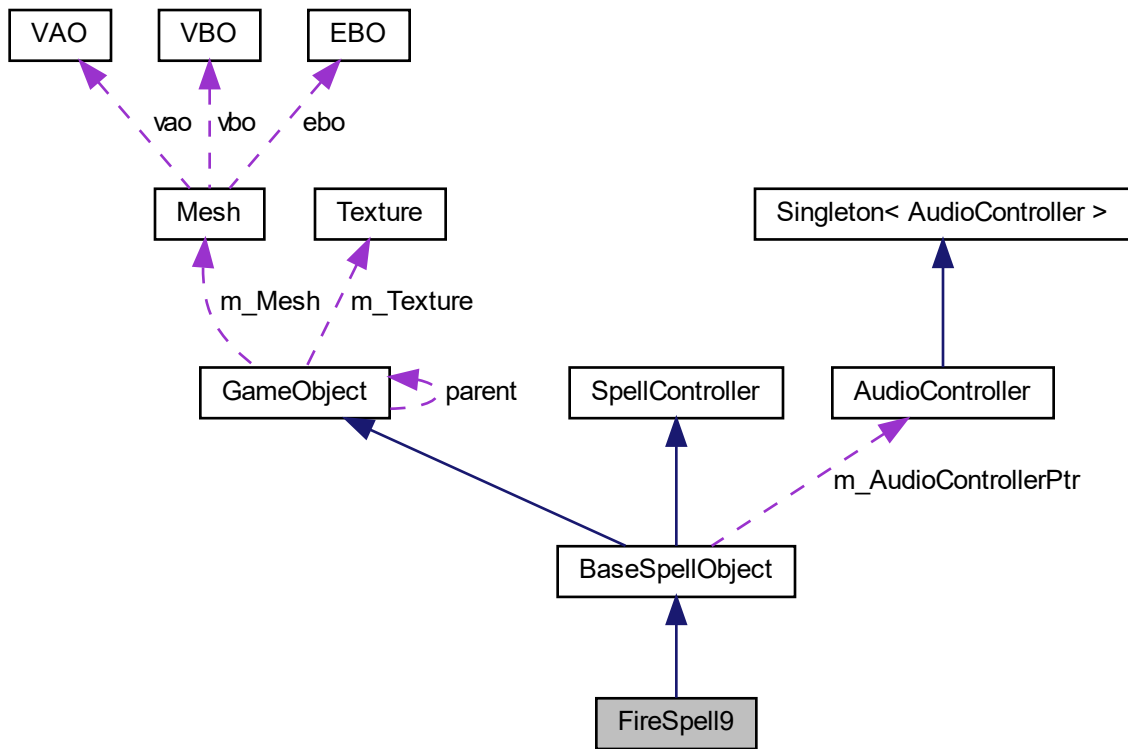 VAO
VBO
EBO
vao
vbo
ebo
Mesh
Texture
Singleton< AudioController >
m_Mesh
m_Texture
GameObject
parent
SpellController
AudioController
m_AudioControllerPtr
BaseSpellObject
FireSpell9